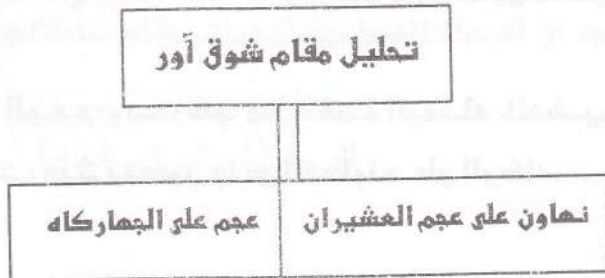 تحليل مقام شوق آور
نهاون على عجم العشيران
عجم على الجهاركاه